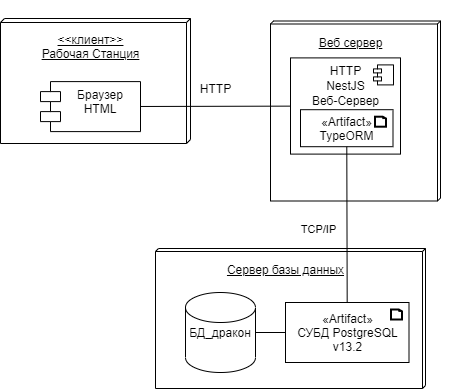 <<клиент>>
Рабочая Станция
Браузер
HTML
HTTP
Веб сервер
HTTP
NestJS
Веб-Сервер
«Artifact»
TypeORM
TCP/IP
Сервер базы данных
БД_дракон
«Artifact»
СУБД PostgreSQL
v13.2